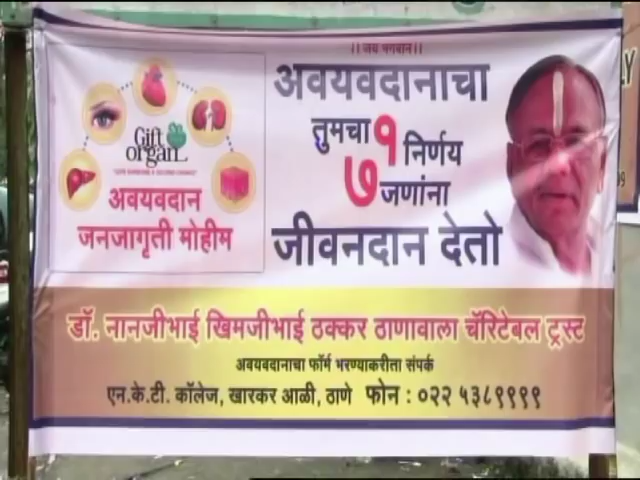 ।। जय भगवान।।
अवयवदानाचा
तुमचा १ निर्णय
७ जणांना
जीवनदान देतो
Gift
organ
अवयवदान
जनजागृती मोहीम
डॉ. नानजीभाई खिमजीभाई ठक्कर ठाणावाला चॅरिटेबल ट्रस्ट
अवयवदानाचा फॉर्म भरण्याकरीता संपर्क
एन.के.टी. कॉलेज, खारकर आळी, ठाणे फोन : ०२२ ५३८९९९९